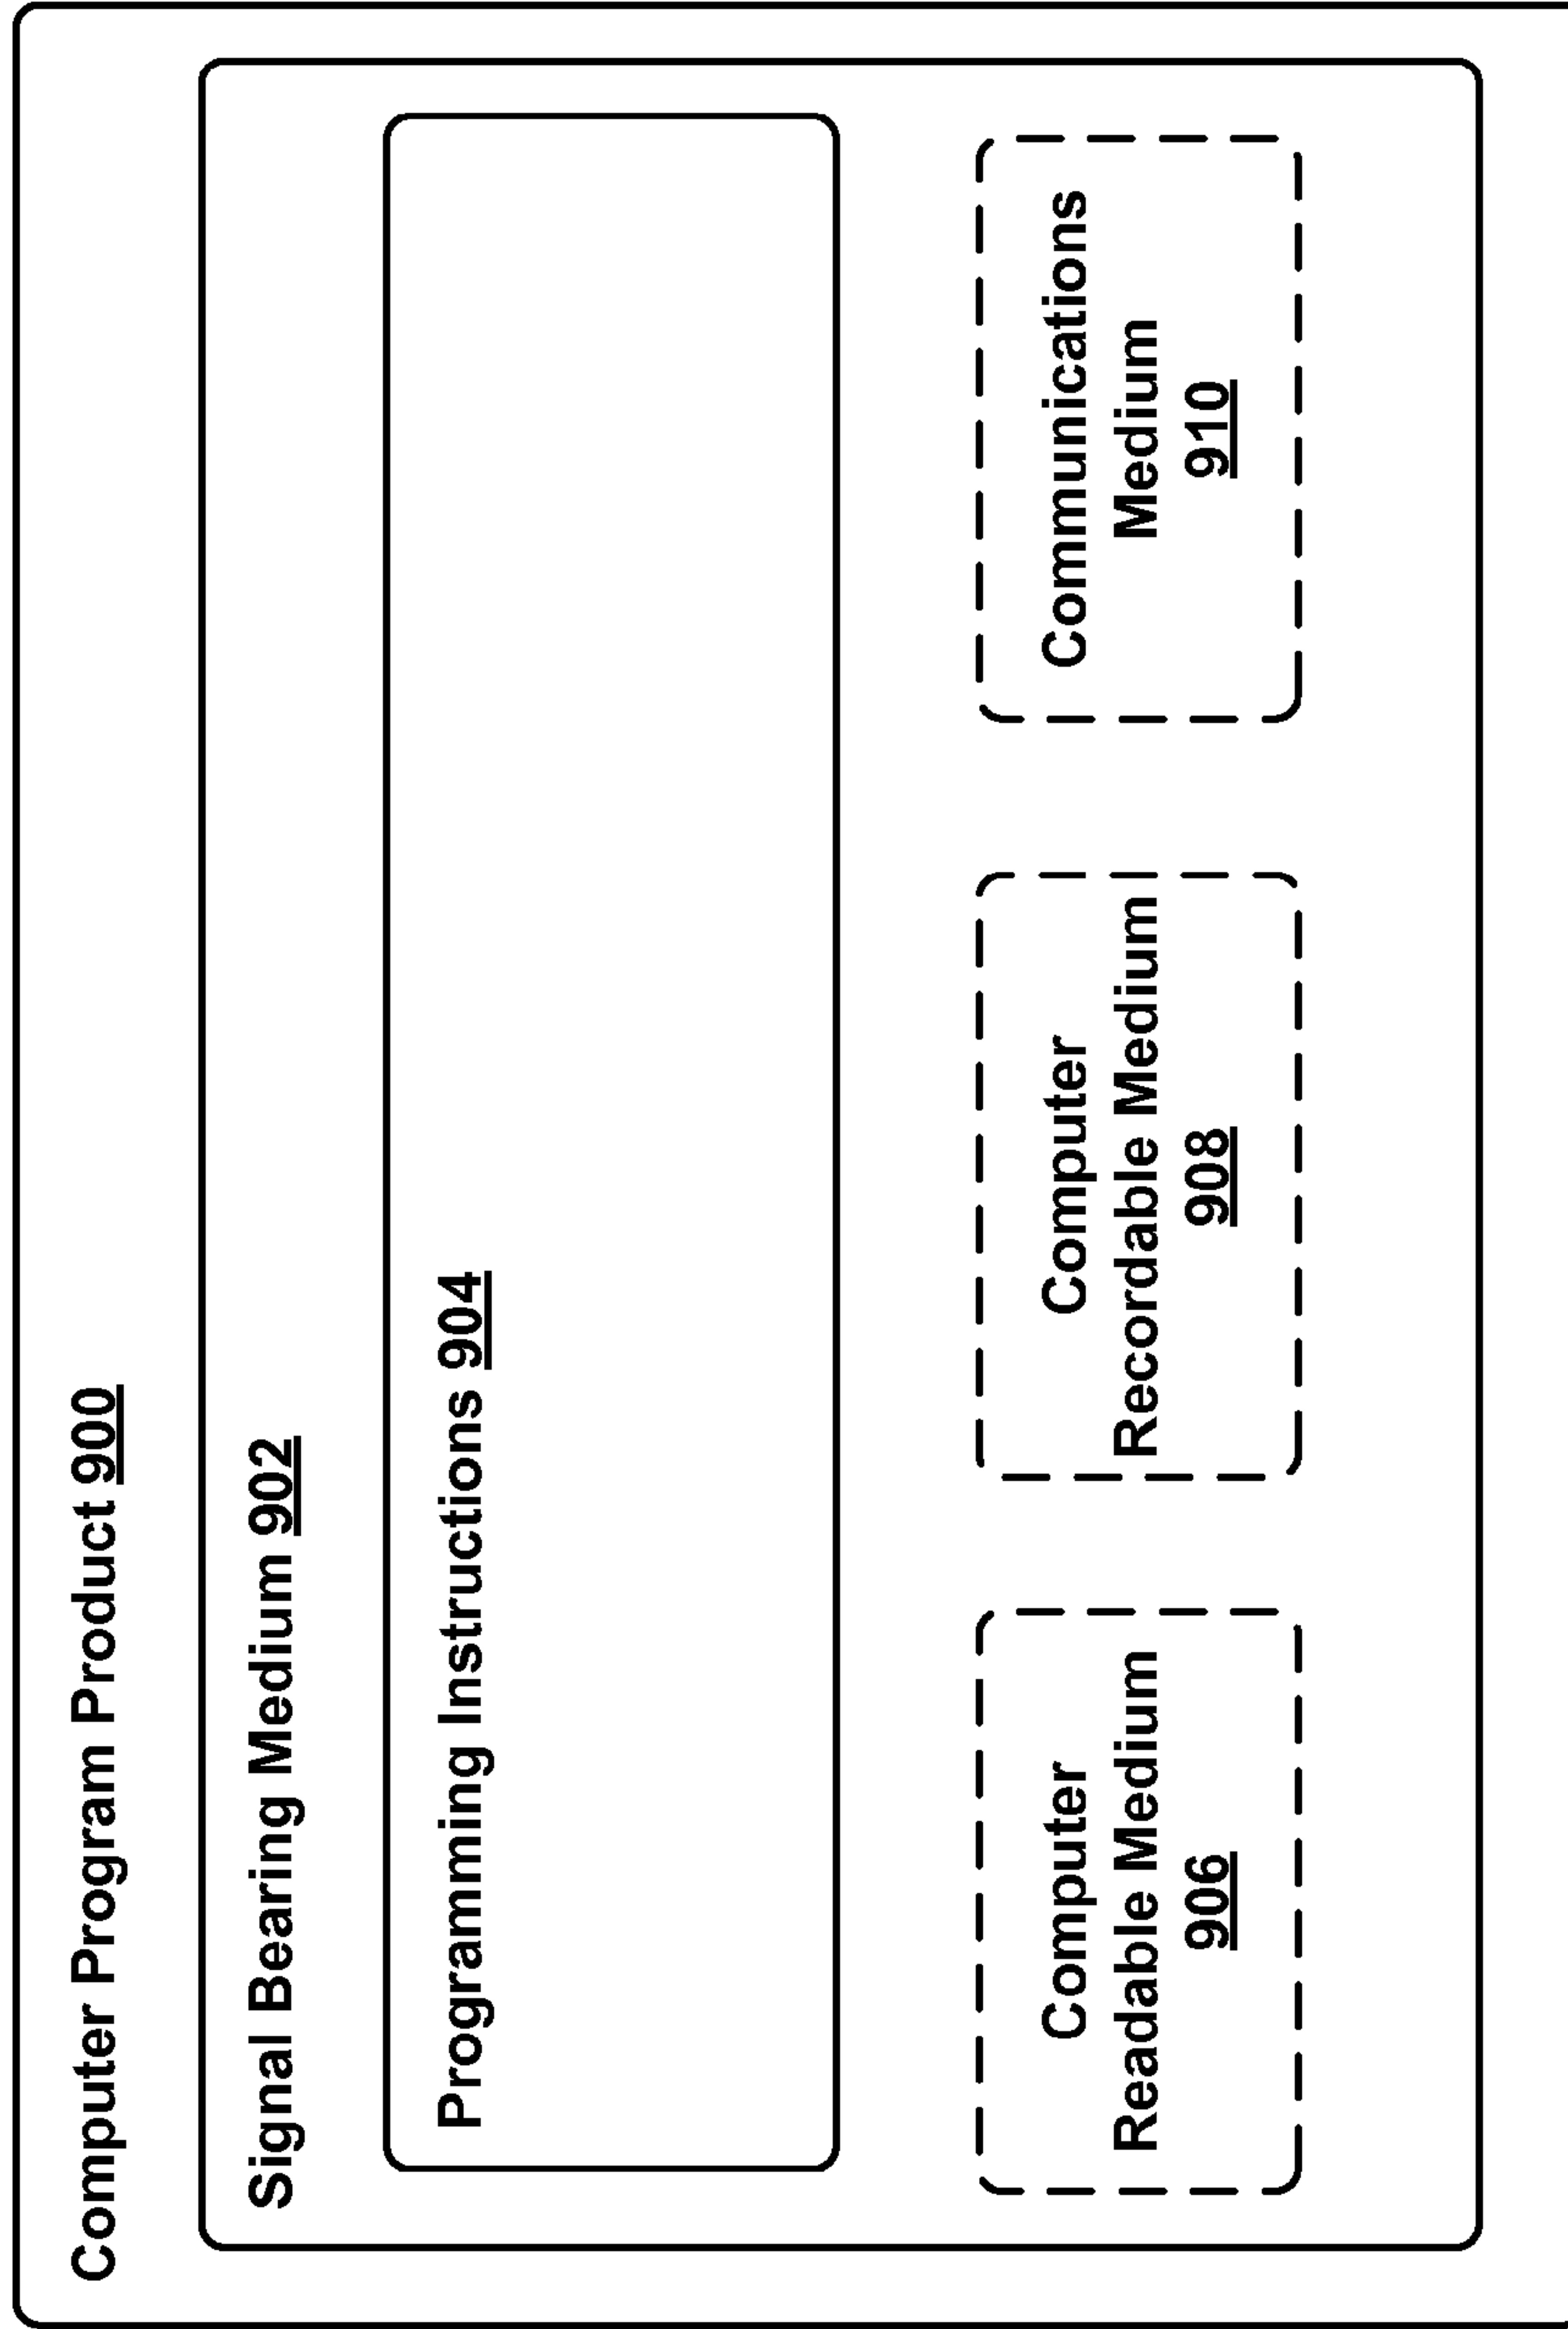 Computer Program Product 900
Signal Bearing Medium 902
Programming Instructions 904
Computer
Readable Medium
906
Computer
Recordable Medium
908
Communications
Medium
910